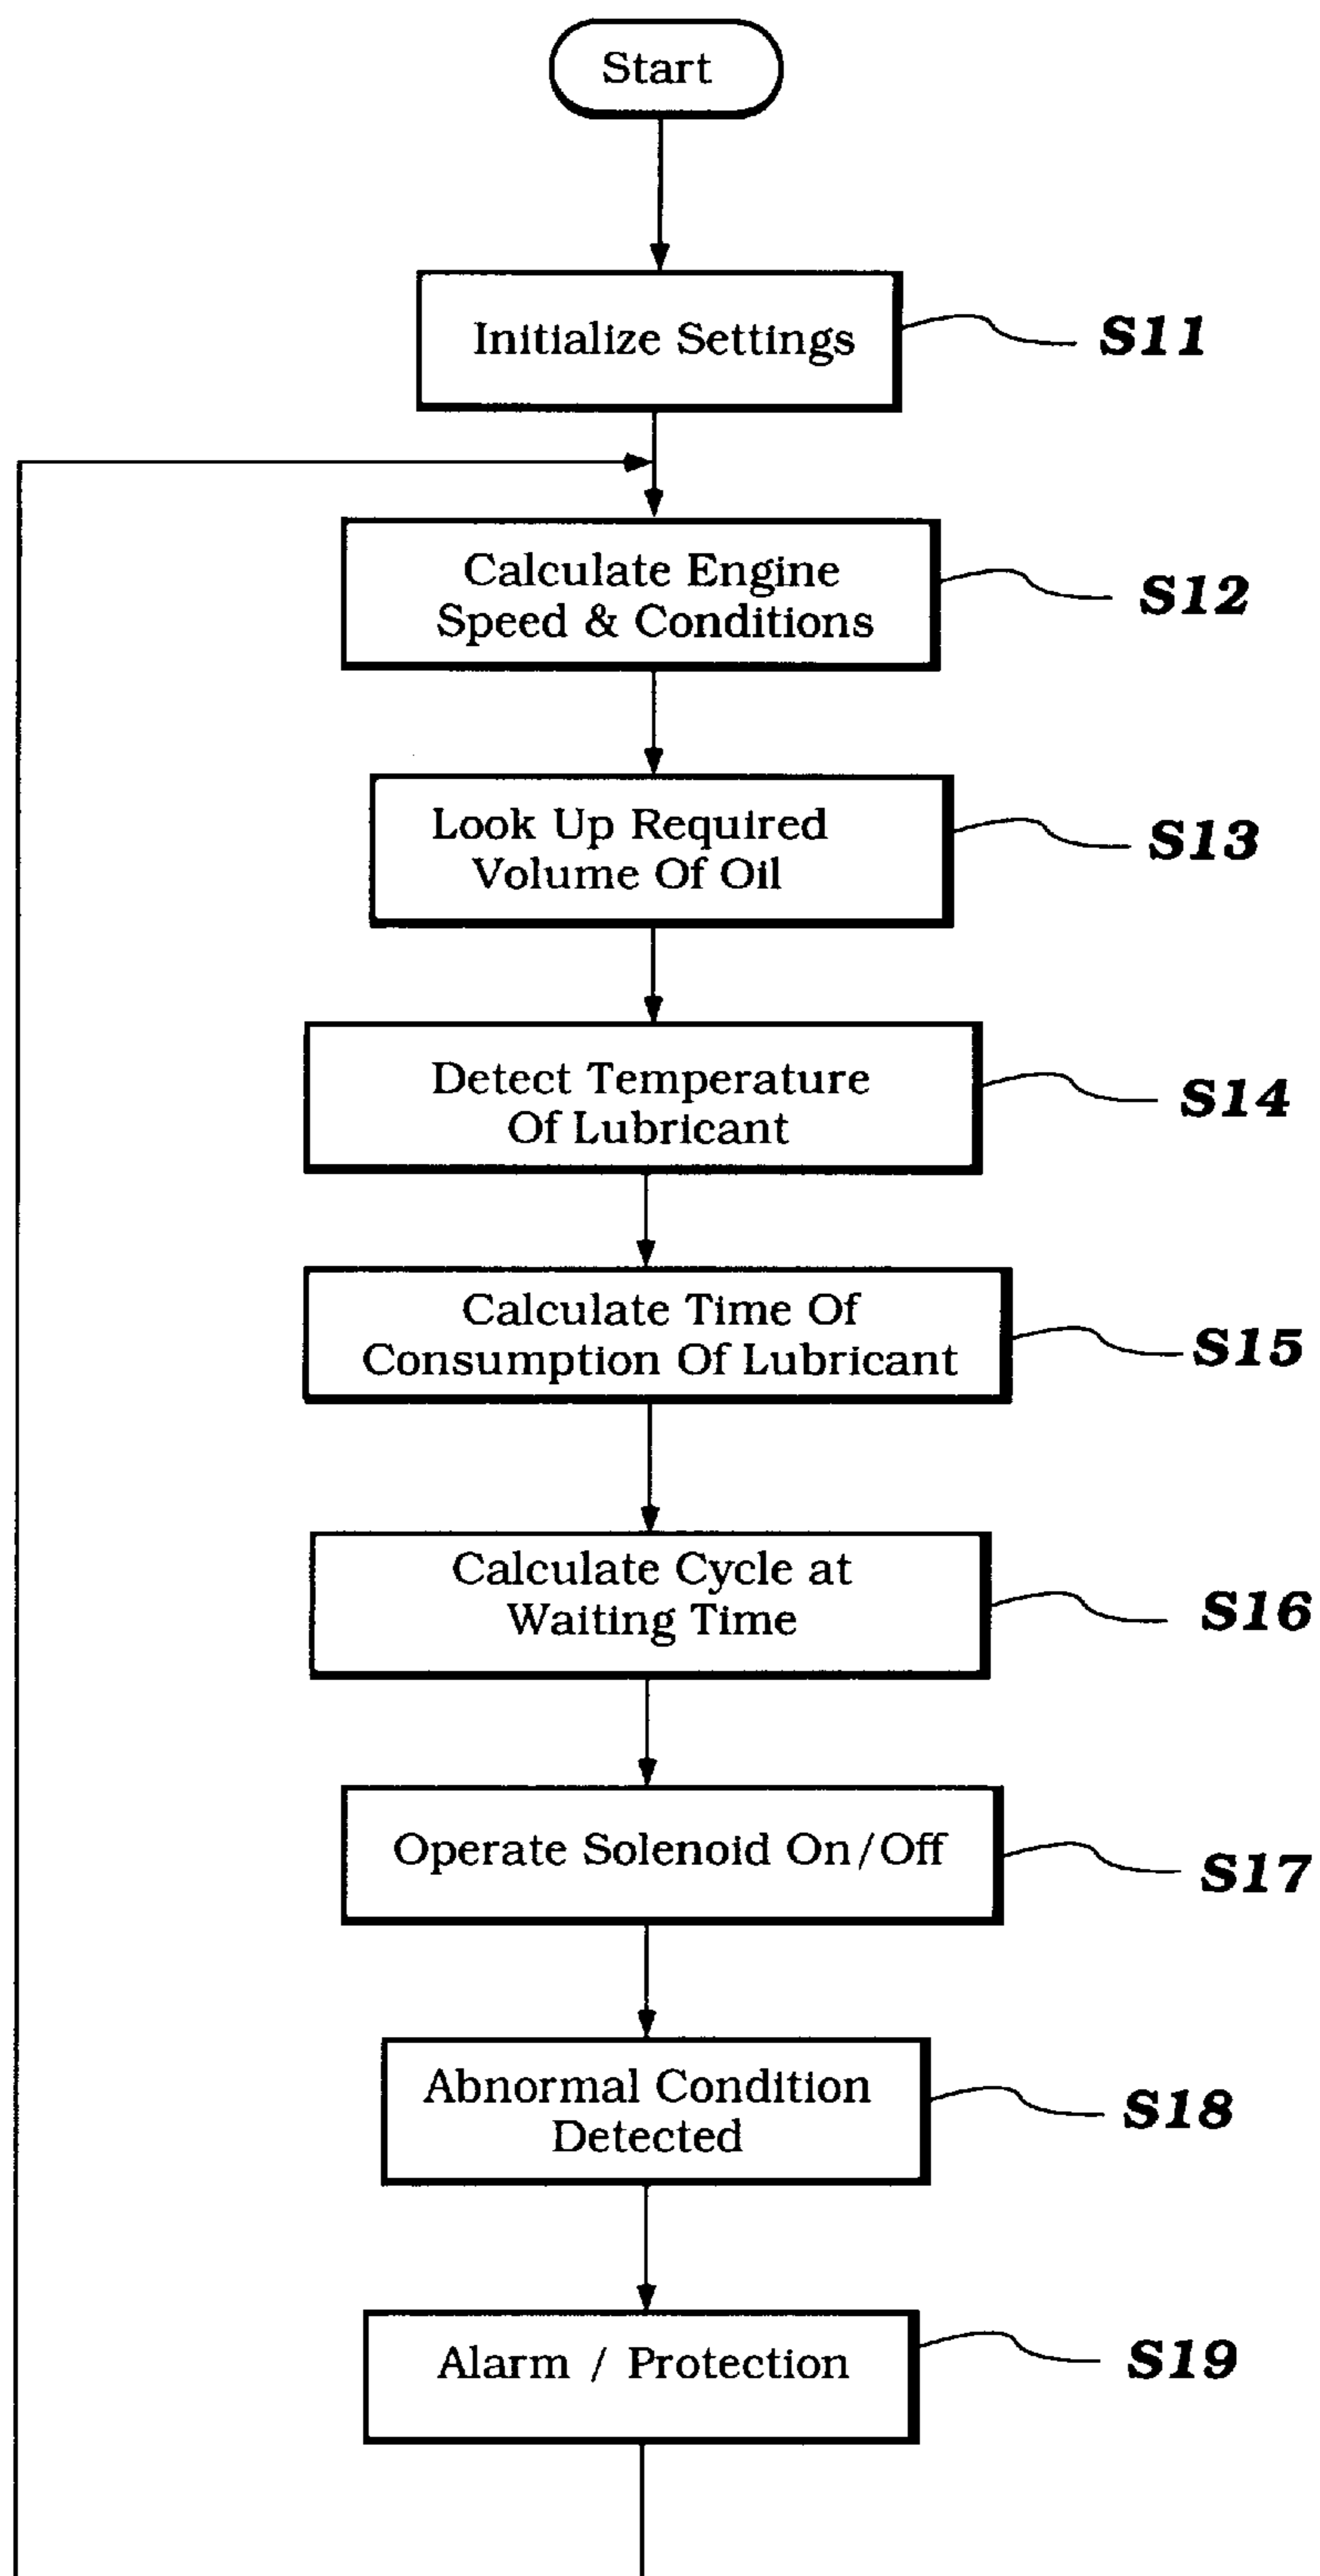 Start
Initialize Settings
S11
Calculate Engine
Speed & Conditions
S12
Look Up Required
Volume Of Oil
S13
Detect Temperature
Of Lubricant
S14
Calculate Time Of
Consumption Of Lubricant
S15
Calculate Cycle at
Waiting Time
S16
Operate Solenoid On/Off
S17
Abnormal Condition
Detected
S18
Alarm / Protection
S19